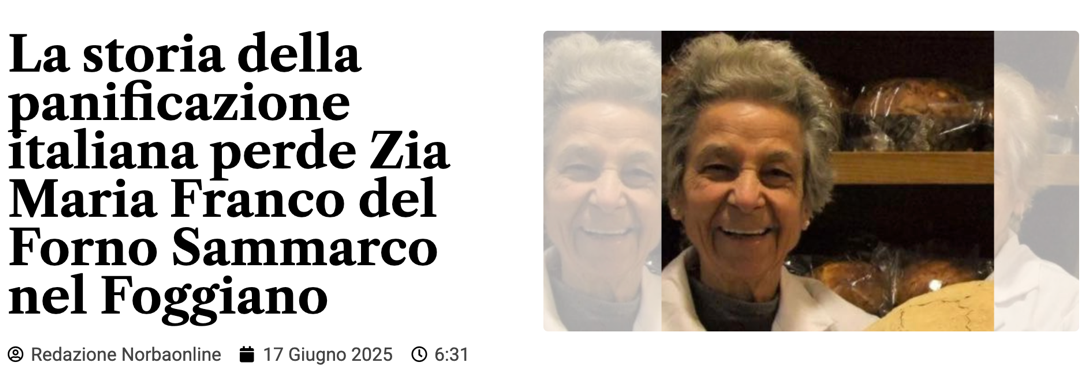 La storia della
panificazione
italiana perde Zia
Maria Franco del
Forno Sammarco
nel Foggiano
Redazione Norbaonline 17 Giugno 2025 6:31